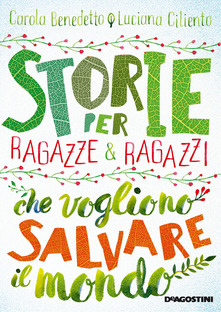 Carola Benedetto Luciana Ciliento
STORIE
PER
RAGAZZE & RAGAZZI
che vogliono
SALVARE
il mondo
DeAGOSTINI